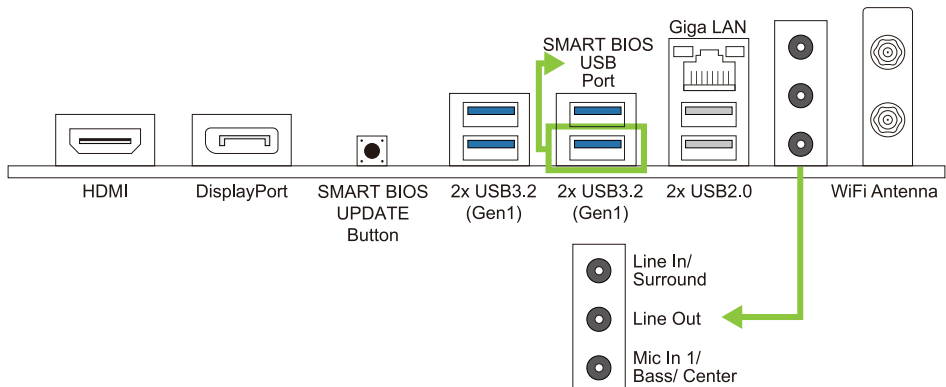 Giga LAN
SMART BIOS
USB
Port
HDMI
DisplayPort
SMART BIOS
UPDATE
Button
2x USB3.2
(Gen1)
2x USB3.2
(Gen1)
2x USB2.0
WiFi Antenna
Line In/
Surround
Line Out
Mic In 1/
Bass/ Center